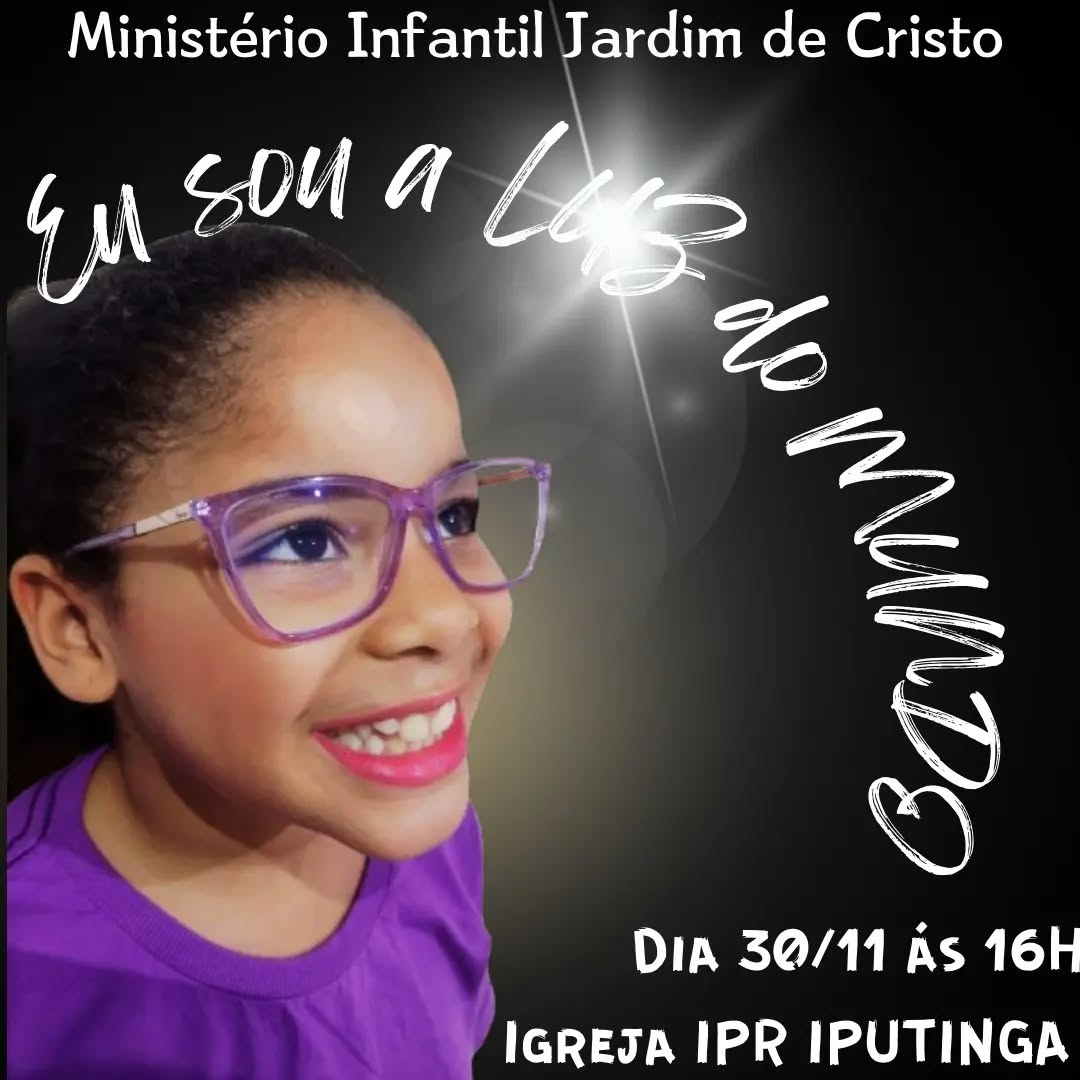 Ministério Infantil Jardim de Cristo
Eu sou a Luz do MUNDO
DIA 30/11 ÁS 16H
IGREJA IPR IPUTINGA